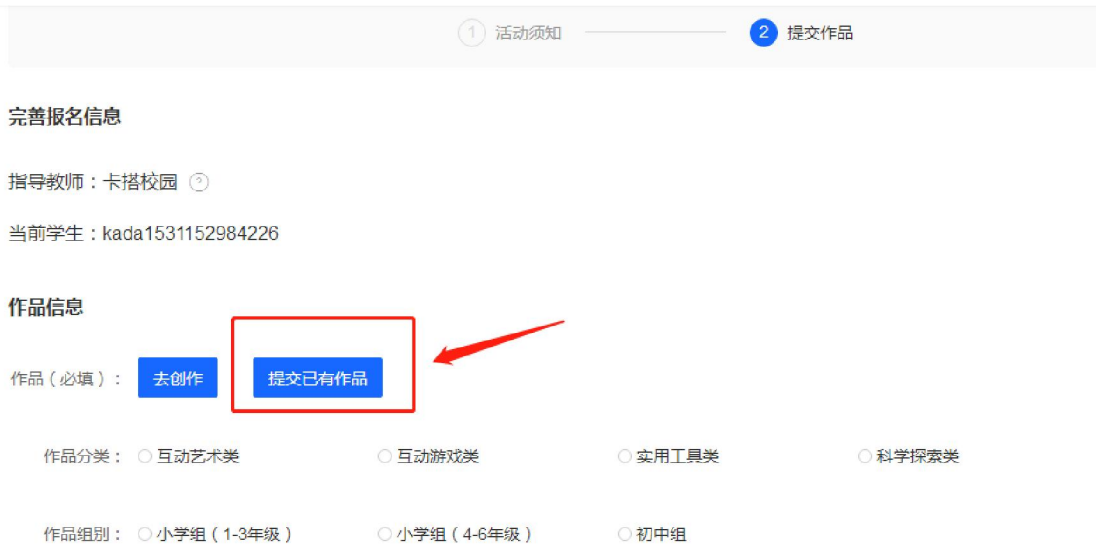 1 活动须知 2 提交作品
完善报名信息
指导教师：卡搭校园 ?
当前学生：kada1531152984226
作品信息
作品（必填）： 去创作 提交已有作品
作品分类： 互动艺术类 互动游戏类 实用工具类 科学探索类
作品组别： 小学组（1-3年级） 小学组（4-6年级） 初中组